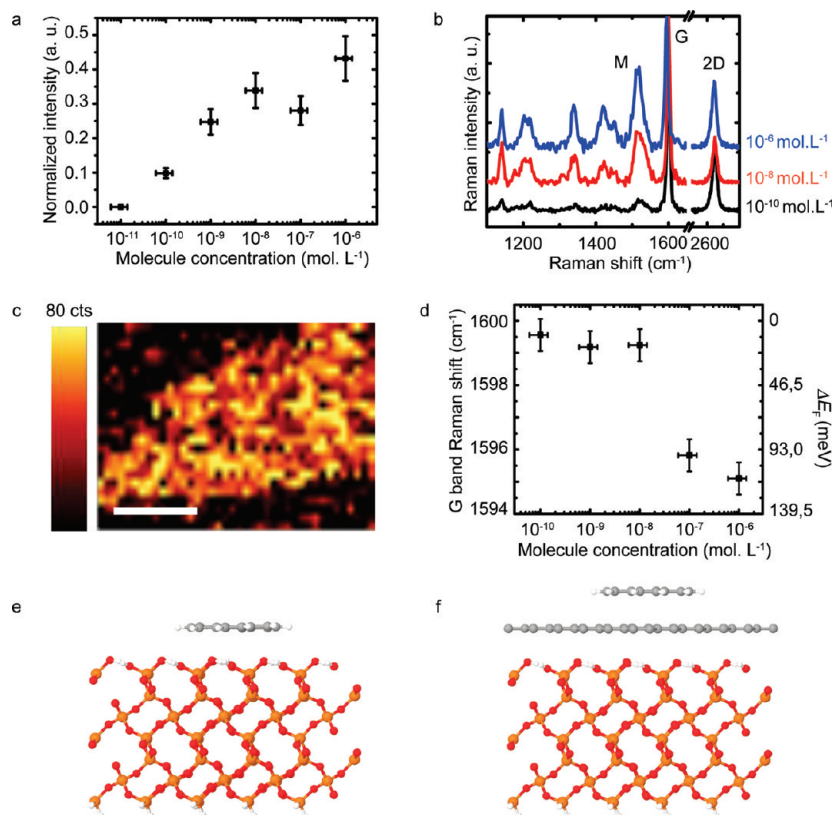 a
Normalized intensity (a. u.)
0.5
0.4
0.3
0.2
0.1
0.0
10⁻¹¹ 10⁻¹⁰ 10⁻⁹ 10⁻⁸ 10⁻⁷ 10⁻⁶
Molecule concentration (mol. L⁻¹)
b
Raman intensity (a. u.)
M
G
2D
10⁻⁶ mol.L⁻¹
10⁻⁸ mol.L⁻¹
10⁻¹⁰ mol.L⁻¹
1200 1400 1600 2600
Raman shift (cm⁻¹)
c
80 cts
d
G band Raman shift (cm⁻¹)
1600
1598
1596
1594
0
46,5
93,0
139,5
ΔE_F (meV)
10⁻¹⁰ 10⁻⁹ 10⁻⁸ 10⁻⁷ 10⁻⁶
Molecule concentration (mol. L⁻¹)
e
f